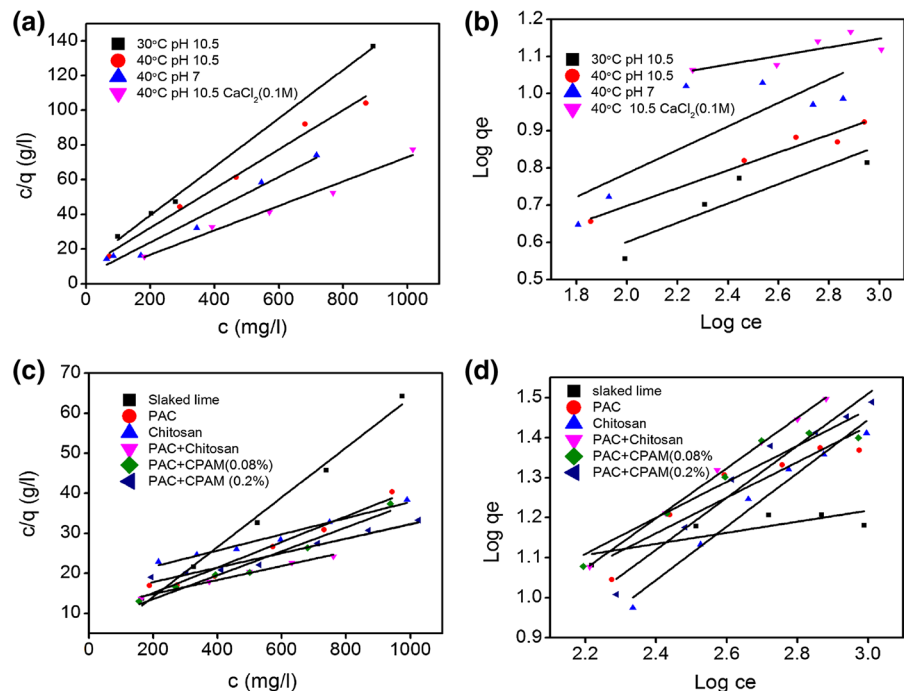 (a)
30°C pH 10.5
40°C pH 10.5
40°C pH 7
40°C pH 10.5 CaCl₂(0.1M)
140
120
100
80
60
40
20
0
c/q (g/l)
0 200 400 600 800 1000
c (mg/l)
(b)
30°C pH 10.5
40°C pH 10.5
40°C pH 7
40°C 10.5 CaCl₂(0.1M)
1.2
1.1
1.0
0.9
0.8
0.7
0.6
0.5
Log qe
1.8 2.0 2.2 2.4 2.6 2.8 3.0
Log ce
(c)
Slaked lime
PAC
Chitosan
PAC+Chitosan
PAC+CPAM(0.08%)
PAC+CPAM (0.2%)
70
60
50
40
30
20
10
c/q (g/l)
0 200 400 600 800 1000
c (mg/l)
(d)
slaked lime
PAC
Chitosan
PAC+Chitosan
PAC+CPAM(0.08%)
PAC+CPAM(0.2%)
1.5
1.4
1.3
1.2
1.1
1.0
0.9
Log qe
2.2 2.4 2.6 2.8 3.0
Log ce